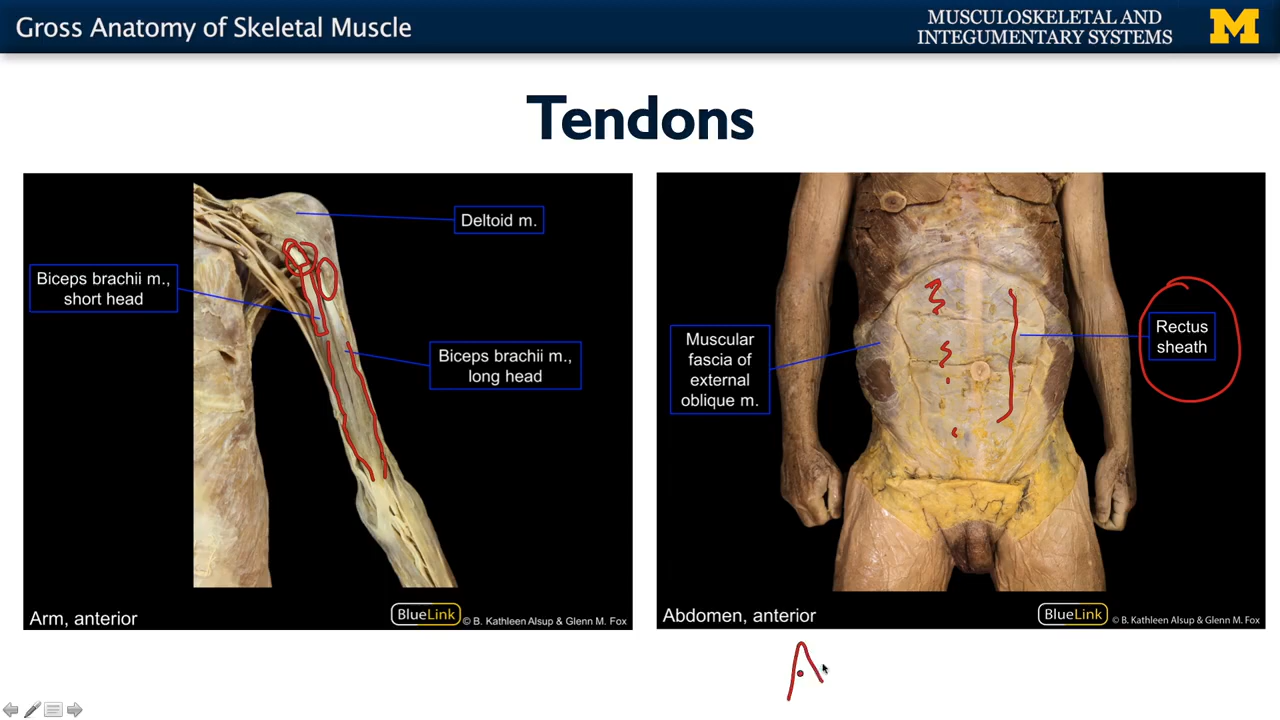 Gross Anatomy of Skeletal Muscle
MUSCULOSKELETAL AND
INTEGUMENTARY SYSTEMS
M
Tendons
Deltoid m.
Biceps brachii m.,
short head
Biceps brachii m.,
long head
Arm, anterior
BlueLink
© B. Kathleen Alsup & Glenn M. Fox
Muscular
fascia of
external
oblique m.
Rectus
sheath
Abdomen, anterior
BlueLink
© B. Kathleen Alsup & Glenn M. Fox
A